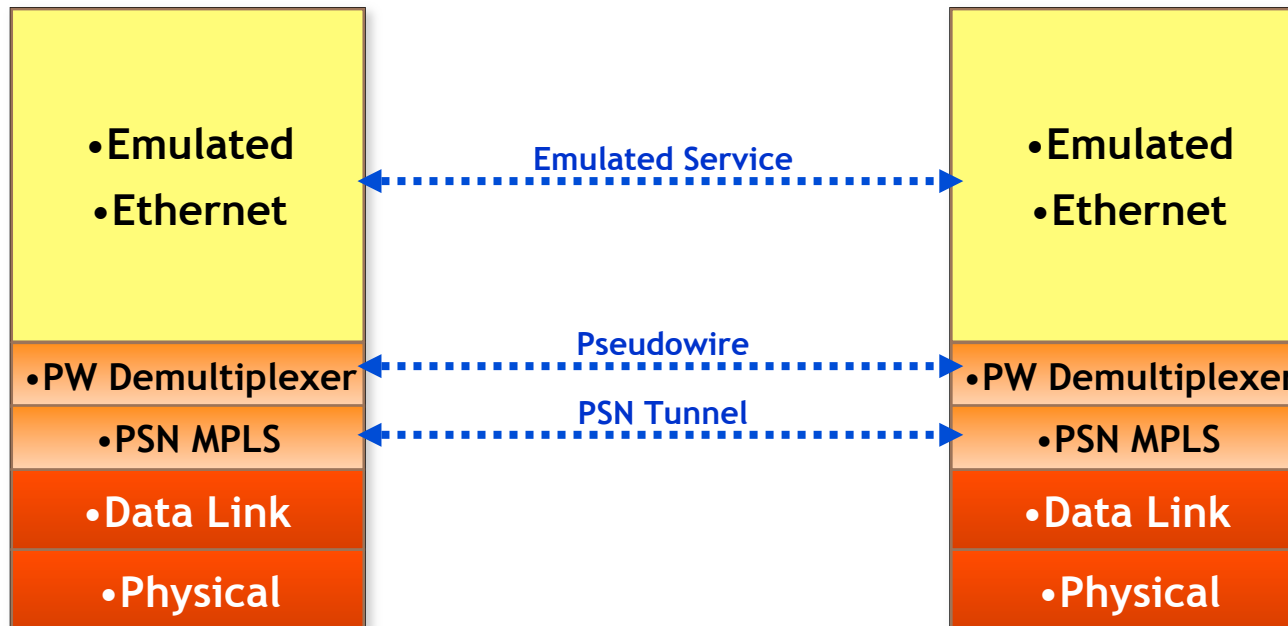 •Emulated
•Ethernet
•PW Demultiplexer
•PSN MPLS
•Data Link
•Physical
Emulated Service
Pseudowire
PSN Tunnel
•Emulated
•Ethernet
•PW Demultiplexer
•PSN MPLS
•Data Link
•Physical